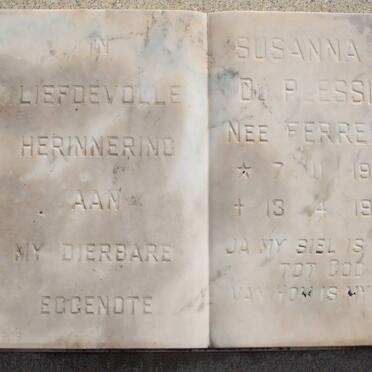 IN
LIEFDEVOLLE
HERINNERING
AAN
MY DIERBARE
EGGENOTE
SUSANNA
DU PLESSI
NEE FERRE
* 7 11 19
† 13 4 19
JA MY SIEL IS
TOT GOD
VAN HOM IS MY